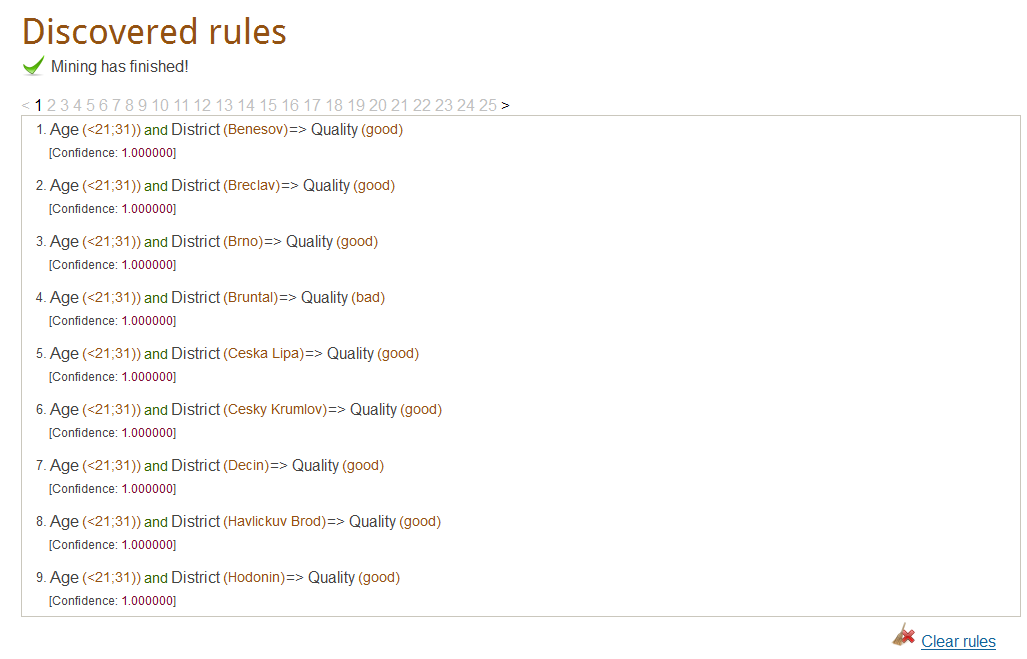 Discovered rules
Mining has finished!
< 1 2 3 4 5 6 7 8 9 10 11 12 13 14 15 16 17 18 19 20 21 22 23 24 25 >
1. Age (<21;31)) and District (Benesov)=> Quality (good)
[Confidence: 1.000000]
2. Age (<21;31)) and District (Breclav)=> Quality (good)
[Confidence: 1.000000]
3. Age (<21;31)) and District (Brno)=> Quality (good)
[Confidence: 1.000000]
4. Age (<21;31)) and District (Bruntal)=> Quality (bad)
[Confidence: 1.000000]
5. Age (<21;31)) and District (Ceska Lipa)=> Quality (good)
[Confidence: 1.000000]
6. Age (<21;31)) and District (Cesky Krumlov)=> Quality (good)
[Confidence: 1.000000]
7. Age (<21;31)) and District (Decin)=> Quality (good)
[Confidence: 1.000000]
8. Age (<21;31)) and District (Havlickuv Brod)=> Quality (good)
[Confidence: 1.000000]
9. Age (<21;31)) and District (Hodonin)=> Quality (good)
[Confidence: 1.000000]
Clear rules